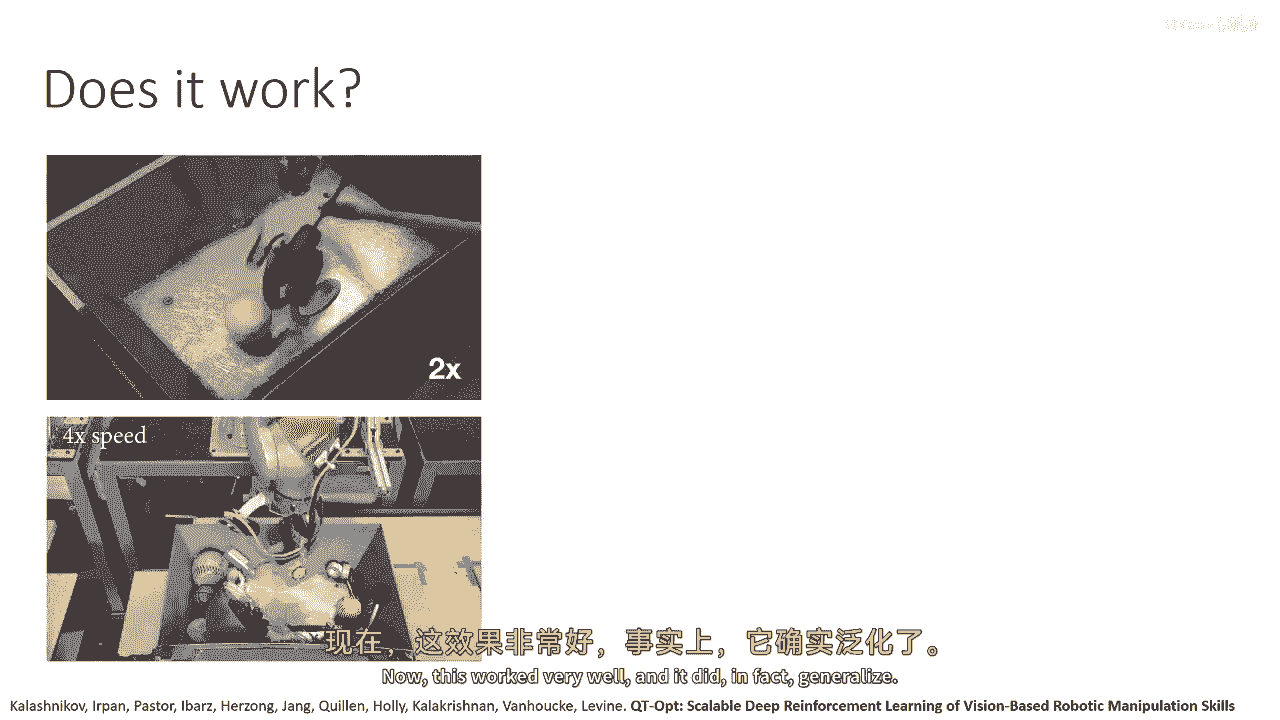 Does it work?
2x
4x speed
现在，这效果非常好，事实上，它确实泛化了。
Now, this worked very well, and it did, in fact, generalize.
Kalashnikov, Irpan, Pastor, Ibarz, Herzong, Jang, Quillen, Holly, Kalakrishnan, Vanhoucke, Levine. QT-Opt: Scalable Deep Reinforcement Learning of Vision-Based Robotic Manipulation Skills